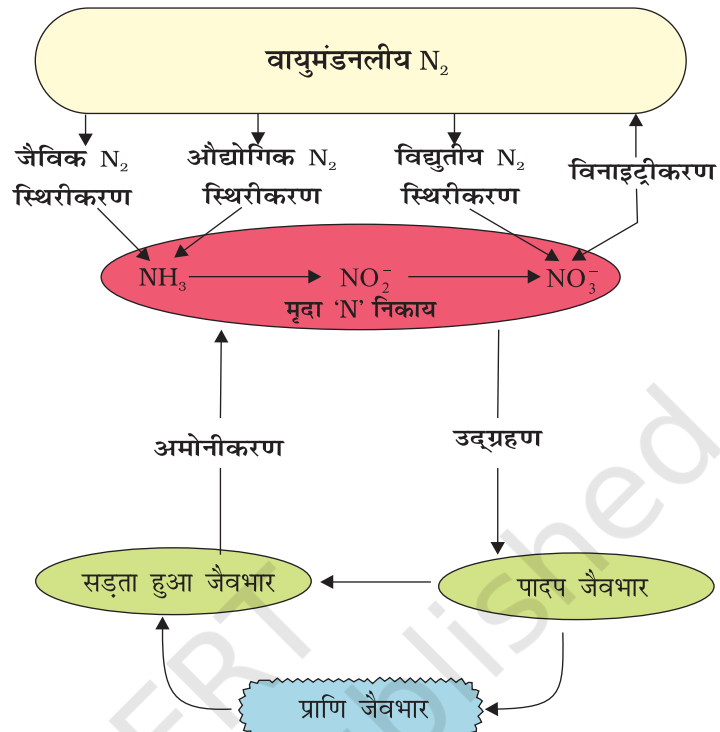 वायुमंडनलीय N₂
जैविक N₂
स्थिरीकरण
औद्योगिक N₂
स्थिरीकरण
विद्युतीय N₂
स्थिरीकरण
विनाइट्रीकरण
NH₃
NO₂⁻
NO₃⁻
मृदा ‘N’ निकाय
अमोनीकरण
उद्ग्रहण
सड़ता हुआ जैवभार
पादप जैवभार
प्राणि जैवभार